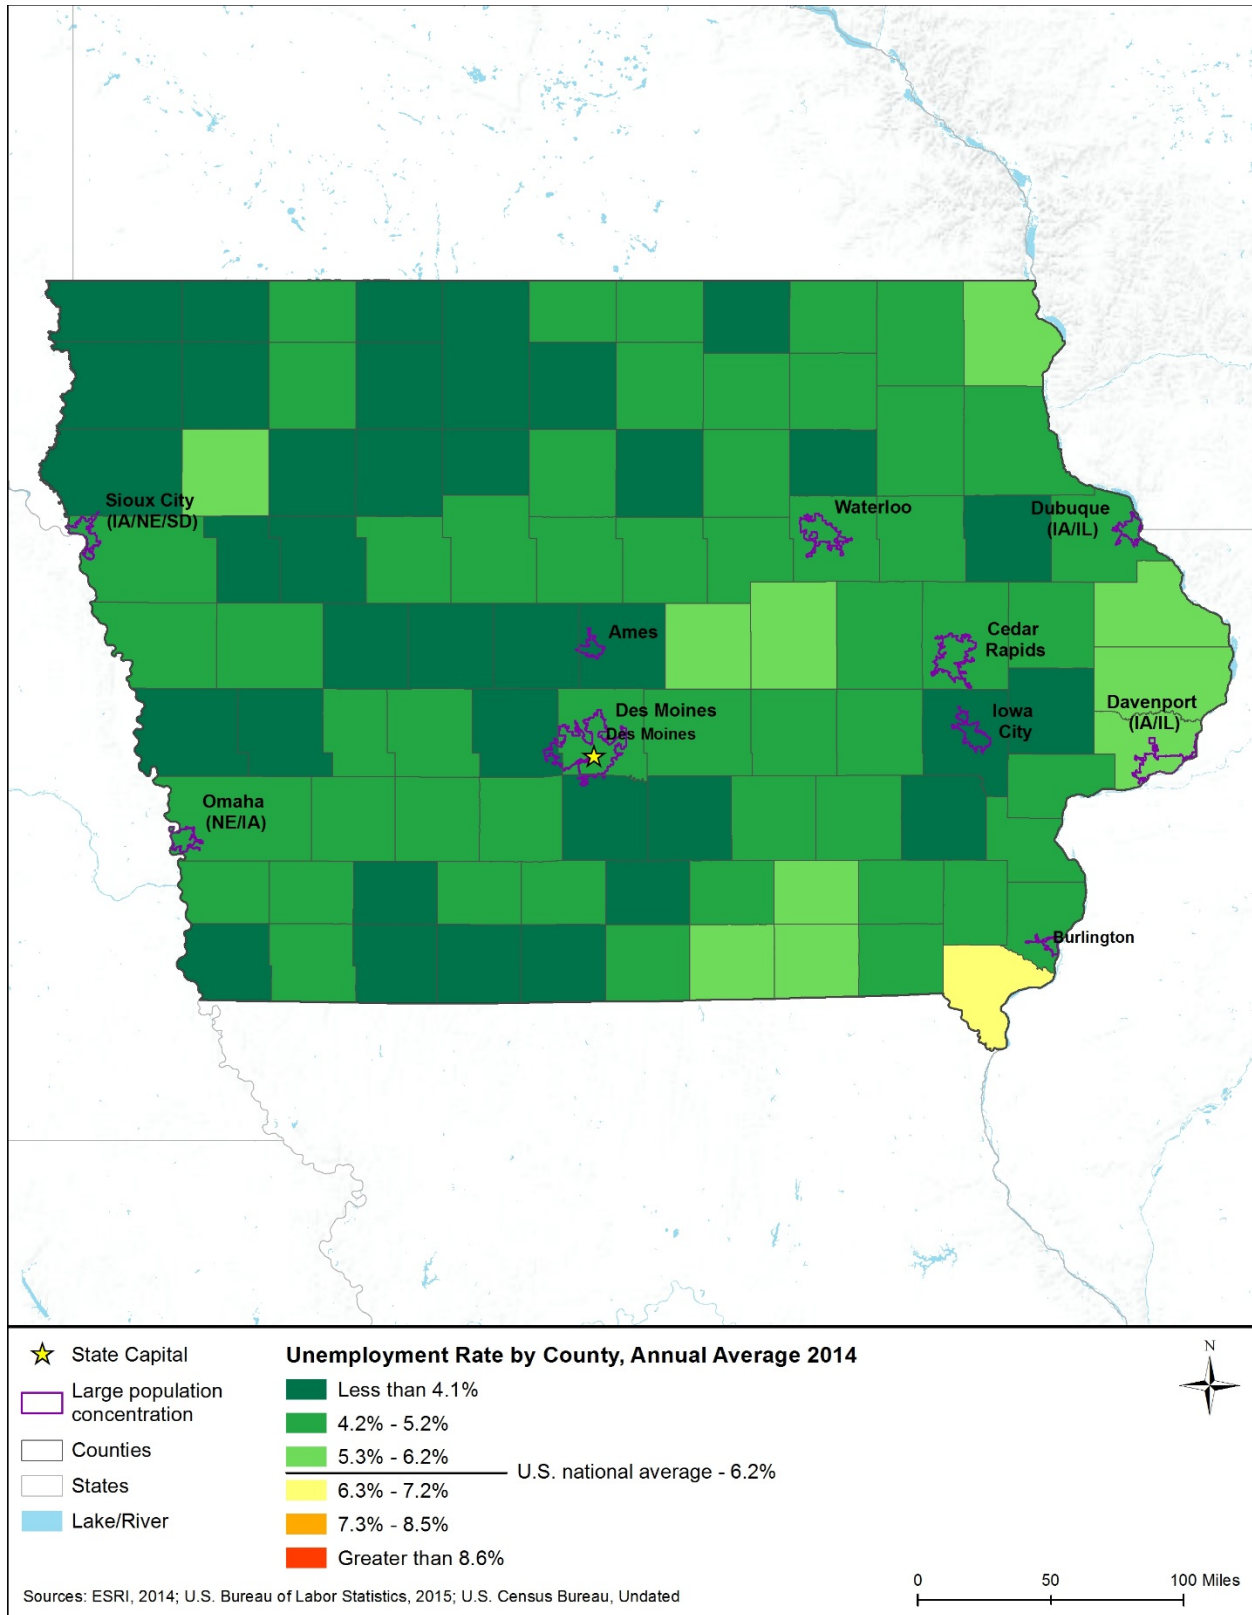 Sioux City
(IA/NE/SD)
Waterloo
Dubuque
(IA/IL)
Ames
Cedar
Rapids
Des Moines
Des Moines
Iowa
City
Davenport
(IA/IL)
Omaha
(NE/IA)
Burlington
State Capital
Large population
concentration
Counties
States
Lake/River
Unemployment Rate by County, Annual Average 2014
Less than 4.1%
4.2% - 5.2%
5.3% - 6.2%
U.S. national average - 6.2%
6.3% - 7.2%
7.3% - 8.5%
Greater than 8.6%
N
0 50 100 Miles
Sources: ESRI, 2014; U.S. Bureau of Labor Statistics, 2015; U.S. Census Bureau, Undated